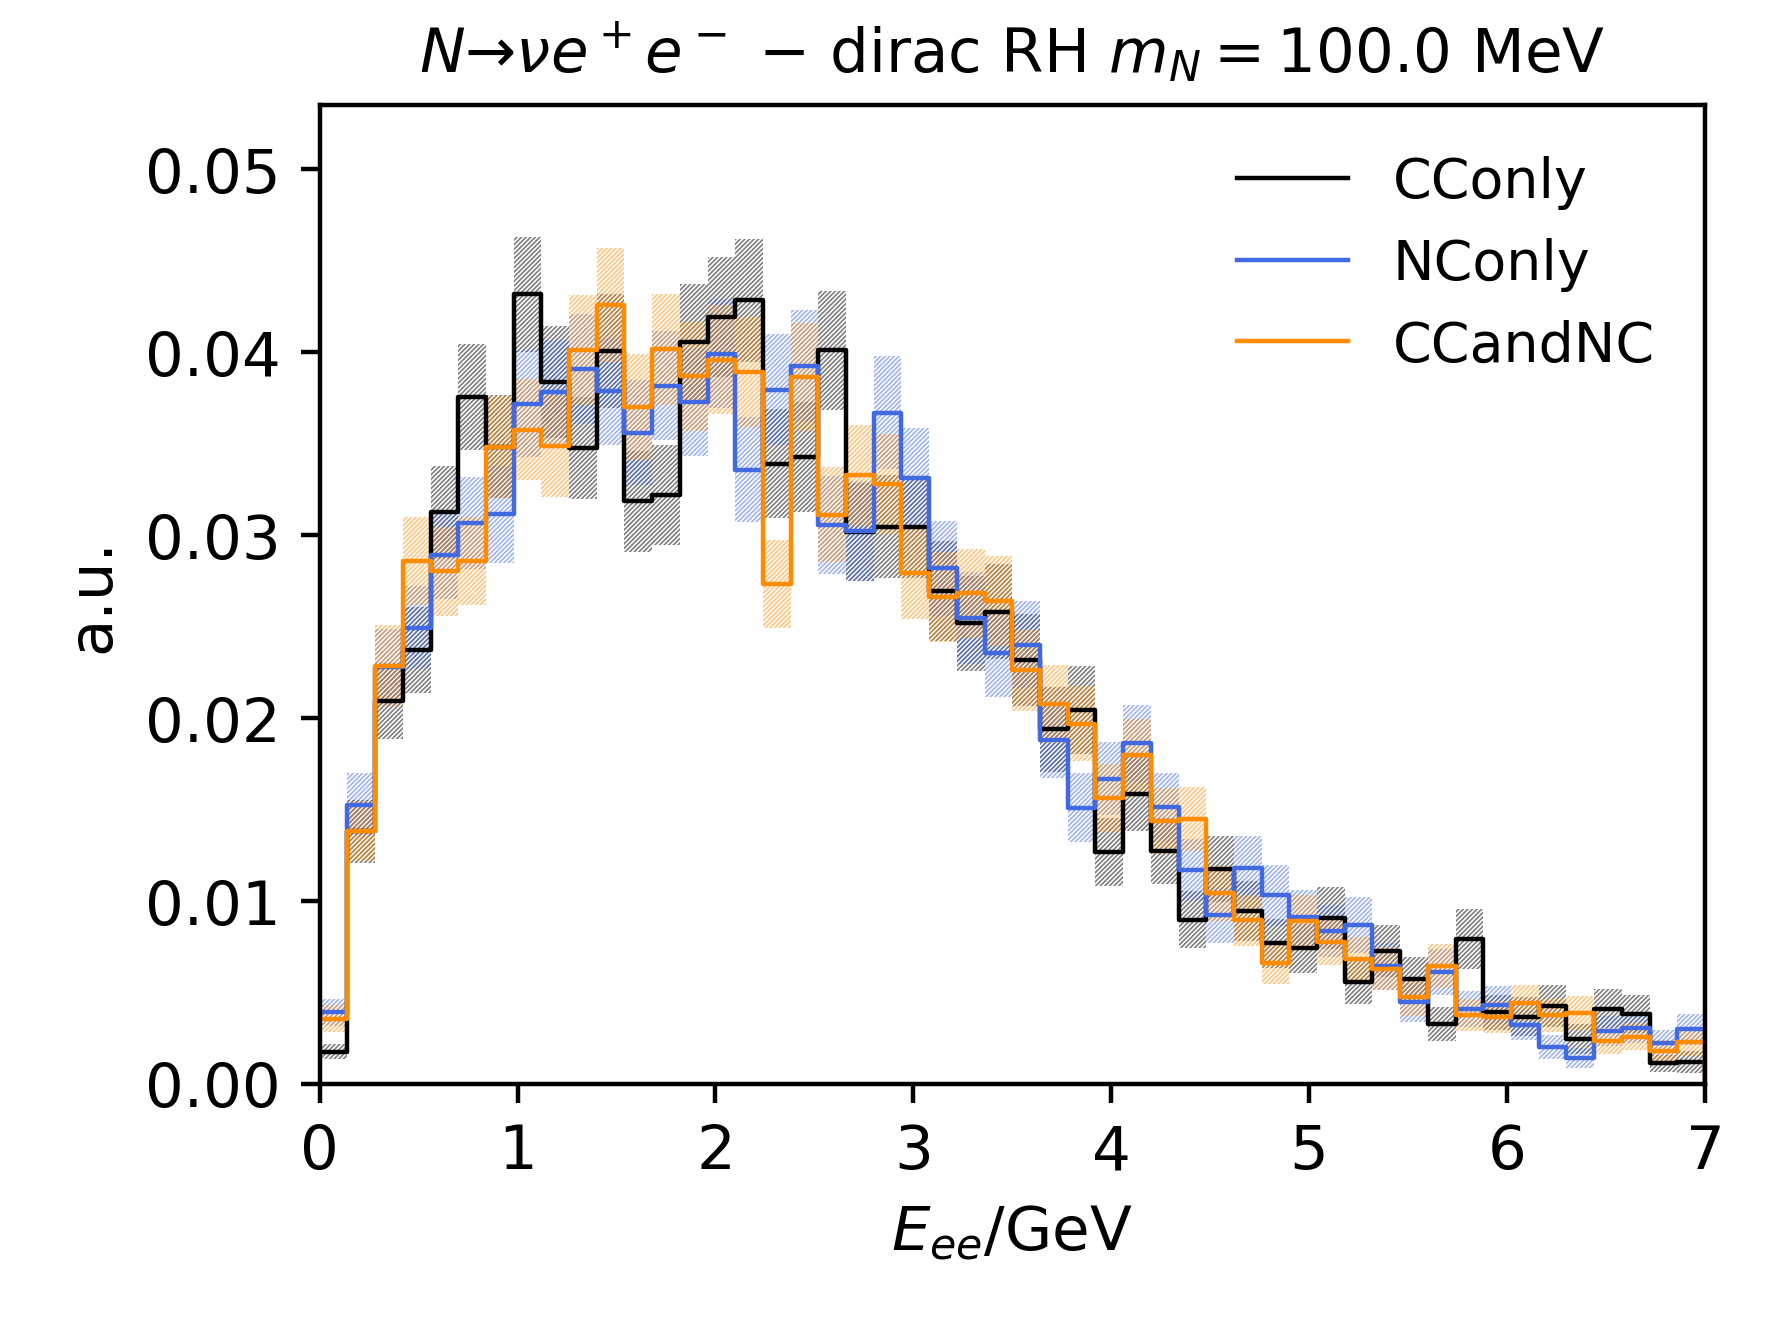 N→νe⁺e⁻ − dirac RH m_N = 100.0 MeV
CConly
NConly
CCandNC
0.05
0.04
0.03
0.02
0.01
0.00
a.u.
0 1 2 3 4 5 6 7
E_ee/GeV